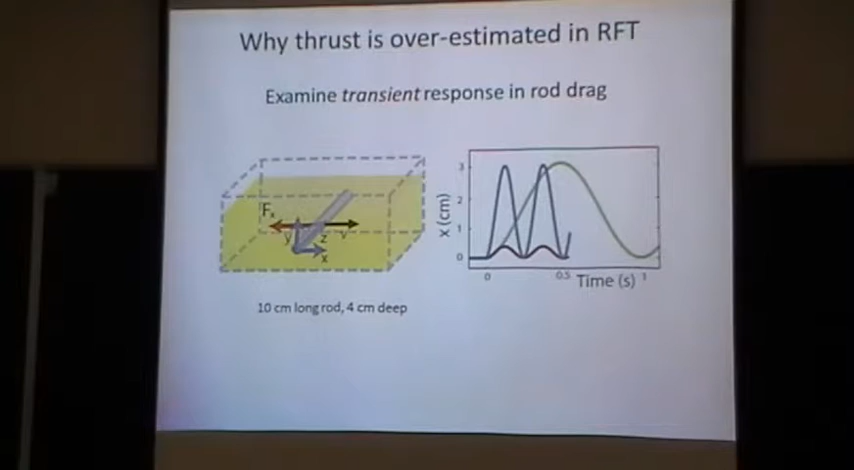 Why thrust is over-estimated in RFT
Examine transient response in rod drag
Fx
y
z
v
x
10 cm long rod, 4 cm deep
x (cm)
3
2
1
0
0
0.5
Time (s)
1